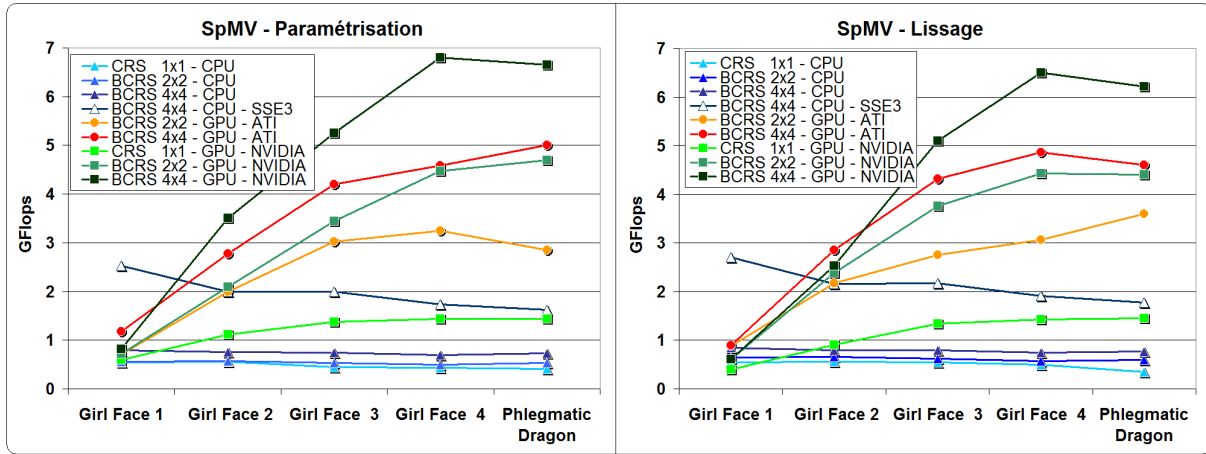 SpMV - Paramétrisation
7
6
5
4
3
2
1
0
GFlops
CRS 1x1 - CPU
BCRS 2x2 - CPU
BCRS 4x4 - CPU
BCRS 4x4 - CPU - SSE3
BCRS 2x2 - GPU - ATI
BCRS 4x4 - GPU - ATI
CRS 1x1 - GPU - NVIDIA
BCRS 2x2 - GPU - NVIDIA
BCRS 4x4 - GPU - NVIDIA
Girl Face 1
Girl Face 2
Girl Face 3
Girl Face 4
Phlegmatic
Dragon
SpMV - Lissage
7
6
5
4
3
2
1
0
GFlops
CRS 1x1 - CPU
BCRS 2x2 - CPU
BCRS 4x4 - CPU
BCRS 4x4 - CPU - SSE3
BCRS 2x2 - GPU - ATI
BCRS 4x4 - GPU - ATI
CRS 1x1 - GPU - NVIDIA
BCRS 2x2 - GPU - NVIDIA
BCRS 4x4 - GPU - NVIDIA
Girl Face 1
Girl Face 2
Girl Face 3
Girl Face 4
Phlegmatic
Dragon